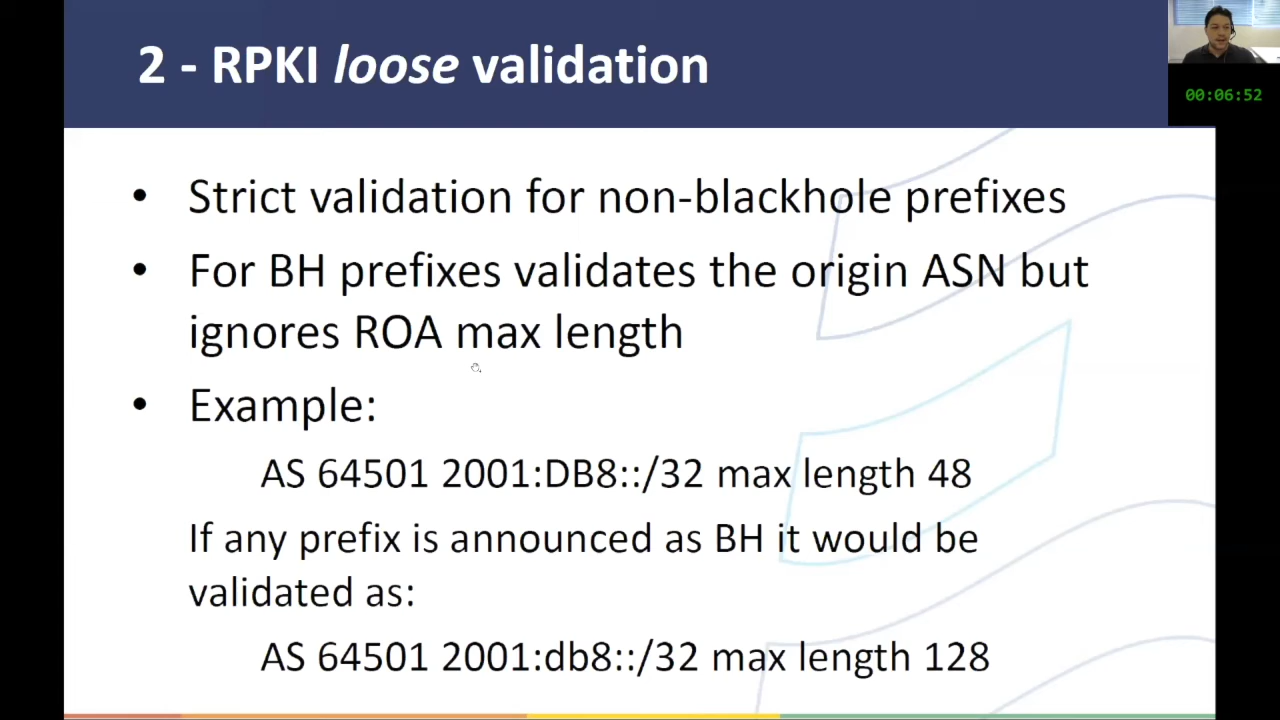 2 - RPKI loose validation
00:06:52
• Strict validation for non-blackhole prefixes
• For BH prefixes validates the origin ASN but
ignores ROA max length
• Example:
AS 64501 2001:DB8::/32 max length 48
If any prefix is announced as BH it would be
validated as:
AS 64501 2001:db8::/32 max length 128